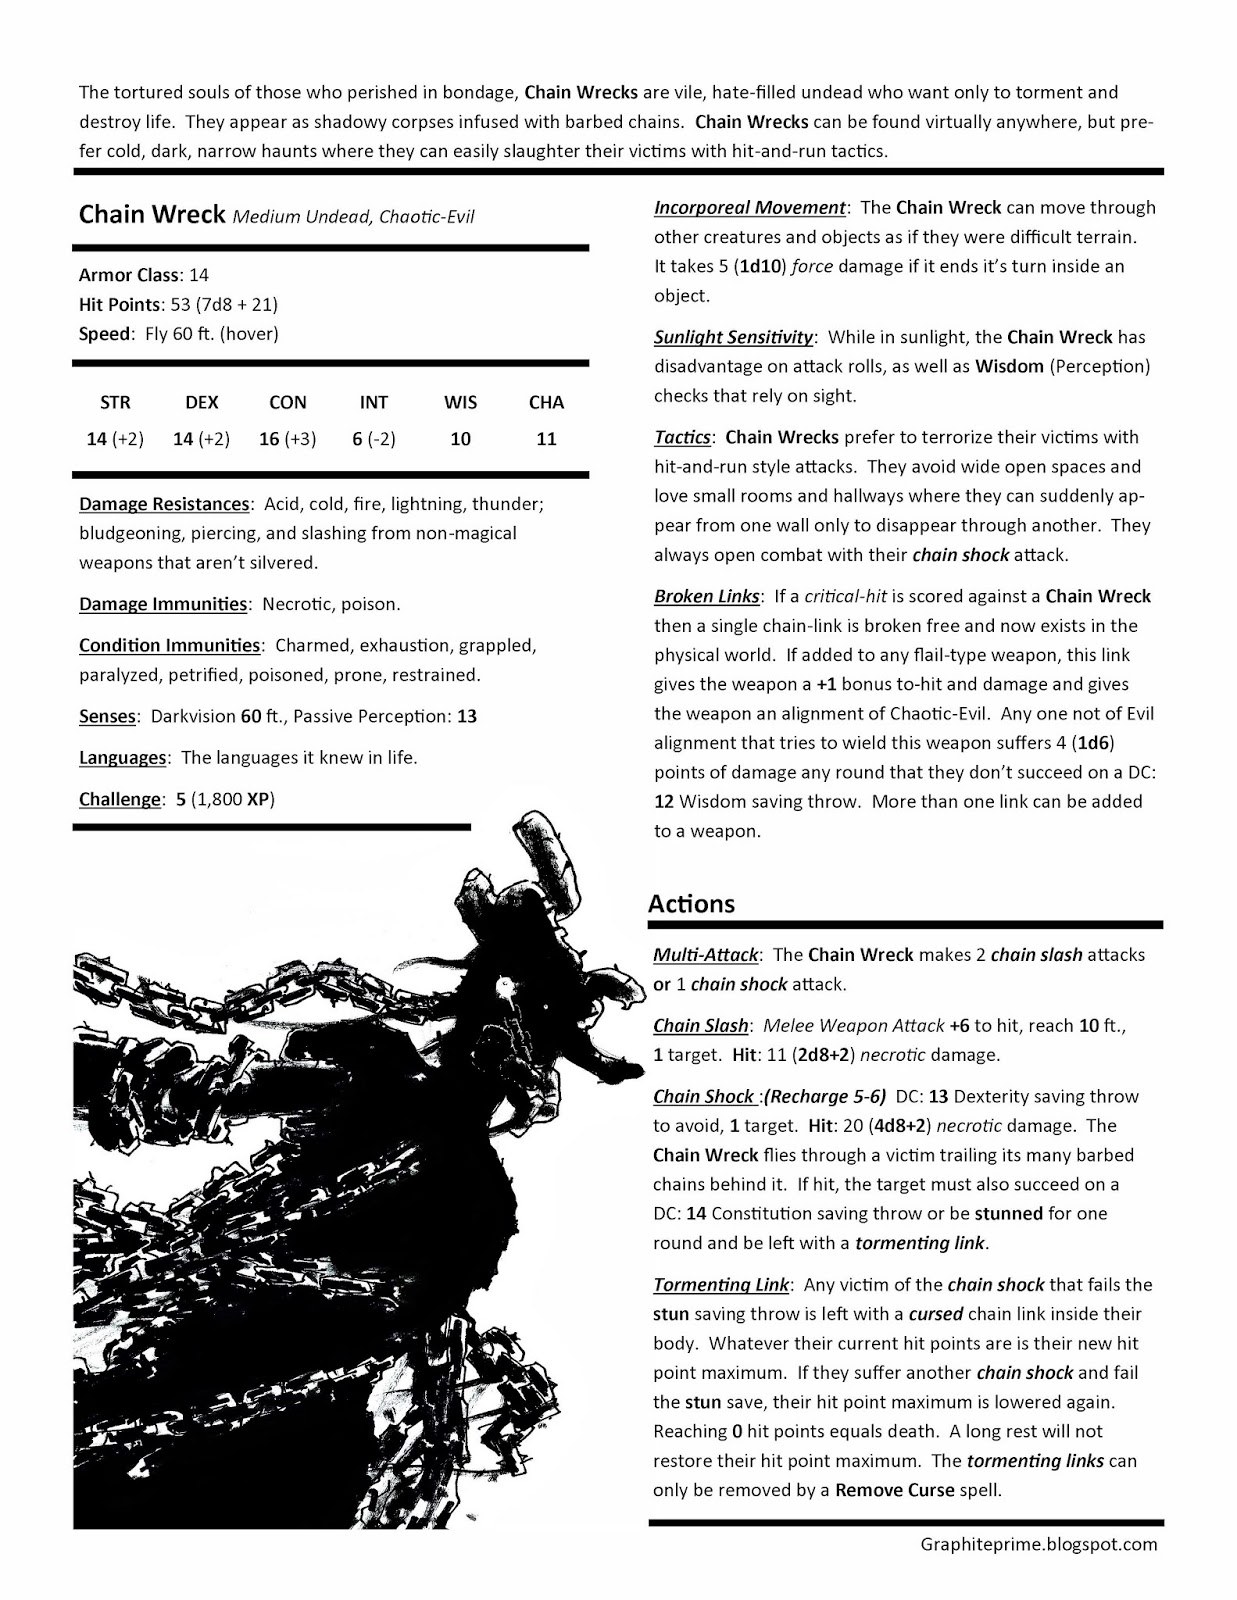 The tortured souls of those who perished in bondage, Chain Wrecks are vile, hate-filled undead who want only to torment and
destroy life.  They appear as shadowy corpses infused with barbed chains.  Chain Wrecks can be found virtually anywhere, but pre-
fer cold, dark, narrow haunts where they can easily slaughter their victims with hit-and-run tactics.
Chain Wreck Medium Undead, Chaotic-Evil
Armor Class: 14
Hit Points: 53 (7d8 + 21)
Speed:  Fly 60 ft. (hover)
STR DEX CON INT WIS CHA
14 (+2) 14 (+2) 16 (+3) 6 (-2) 10 11
Damage Resistances:  Acid, cold, fire, lightning, thunder;
bludgeoning, piercing, and slashing from non-magical
weapons that aren’t silvered.
Damage Immunities:  Necrotic, poison.
Condition Immunities:  Charmed, exhaustion, grappled,
paralyzed, petrified, poisoned, prone, restrained.
Senses:  Darkvision 60 ft., Passive Perception: 13
Languages:  The languages it knew in life.
Challenge:  5 (1,800 XP)
Incorporeal Movement:  The Chain Wreck can move through
other creatures and objects as if they were difficult terrain.
It takes 5 (1d10) force damage if it ends it’s turn inside an
object.
Sunlight Sensitivity:  While in sunlight, the Chain Wreck has
disadvantage on attack rolls, as well as Wisdom (Perception)
checks that rely on sight.
Tactics:  Chain Wrecks prefer to terrorize their victims with
hit-and-run style attacks.  They avoid wide open spaces and
love small rooms and hallways where they can suddenly ap-
pear from one wall only to disappear through another.  They
always open combat with their chain shock attack.
Broken Links:  If a critical-hit is scored against a Chain Wreck
then a single chain-link is broken free and now exists in the
physical world.  If added to any flail-type weapon, this link
gives the weapon a +1 bonus to-hit and damage and gives
the weapon an alignment of Chaotic-Evil.  Any one not of Evil
alignment that tries to wield this weapon suffers 4 (1d6)
points of damage any round that they don’t succeed on a DC:
12 Wisdom saving throw.  More than one link can be added
to a weapon.
Actions
Multi-Attack:  The Chain Wreck makes 2 chain slash attacks
or 1 chain shock attack.
Chain Slash:  Melee Weapon Attack +6 to hit, reach 10 ft.,
1 target.  Hit: 11 (2d8+2) necrotic damage.
Chain Shock :(Recharge 5-6)  DC: 13 Dexterity saving throw
to avoid, 1 target.  Hit: 20 (4d8+2) necrotic damage.  The
Chain Wreck flies through a victim trailing its many barbed
chains behind it.  If hit, the target must also succeed on a
DC: 14 Constitution saving throw or be stunned for one
round and be left with a tormenting link.
Tormenting Link:  Any victim of the chain shock that fails the
stun saving throw is left with a cursed chain link inside their
body.  Whatever their current hit points are is their new hit
point maximum.  If they suffer another chain shock and fail
the stun save, their hit point maximum is lowered again.
Reaching 0 hit points equals death.  A long rest will not
restore their hit point maximum.  The tormenting links can
only be removed by a Remove Curse spell.
Graphiteprime.blogspot.com